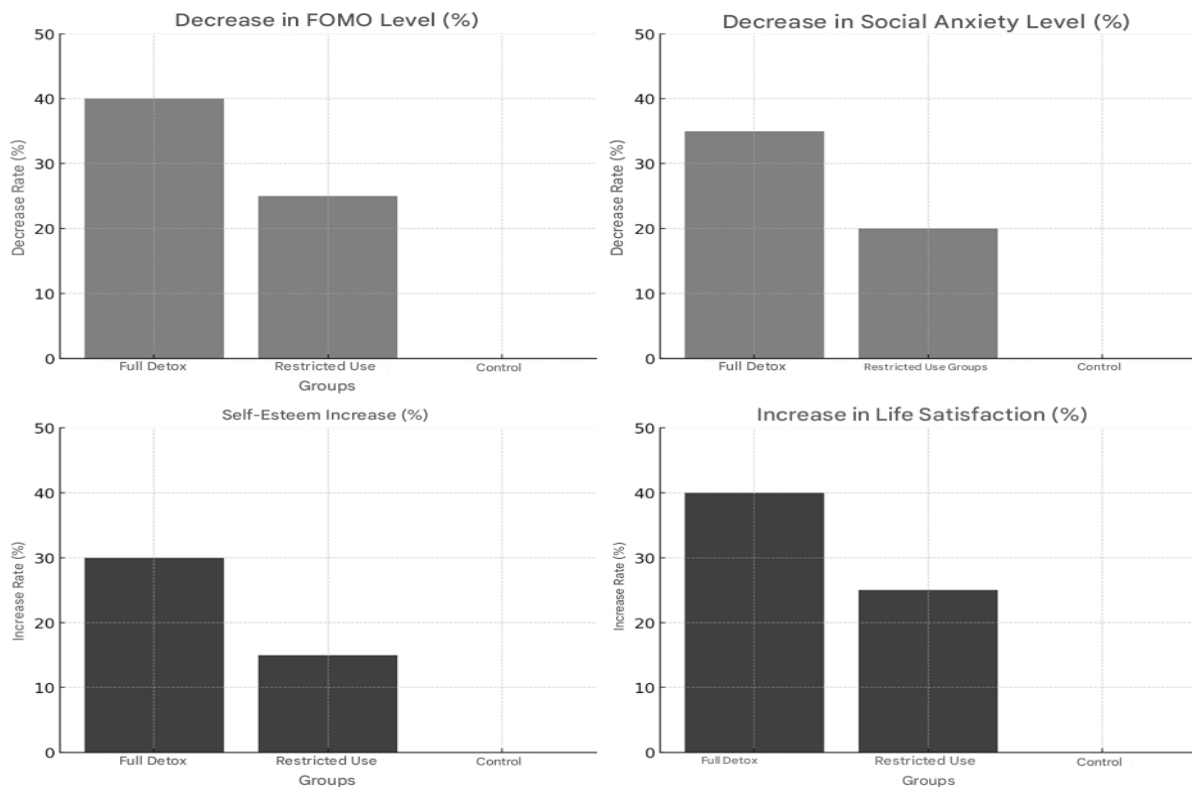 Decrease in FOMO Level (%)
50
40
30
20
10
0
Decrease Rate (%)
Full Detox
Restricted Use
Control
Groups
Decrease in Social Anxiety Level (%)
50
40
30
20
10
0
Decrease Rate (%)
Full Detox
Restricted Use Groups
Control
Self-Esteem Increase (%)
50
40
30
20
10
0
Increase Rate (%)
Full Detox
Restricted Use
Control
Groups
Increase in Life Satisfaction (%)
50
40
30
20
10
0
Increase Rate (%)
Full Detox
Restricted Use
Control
Groups